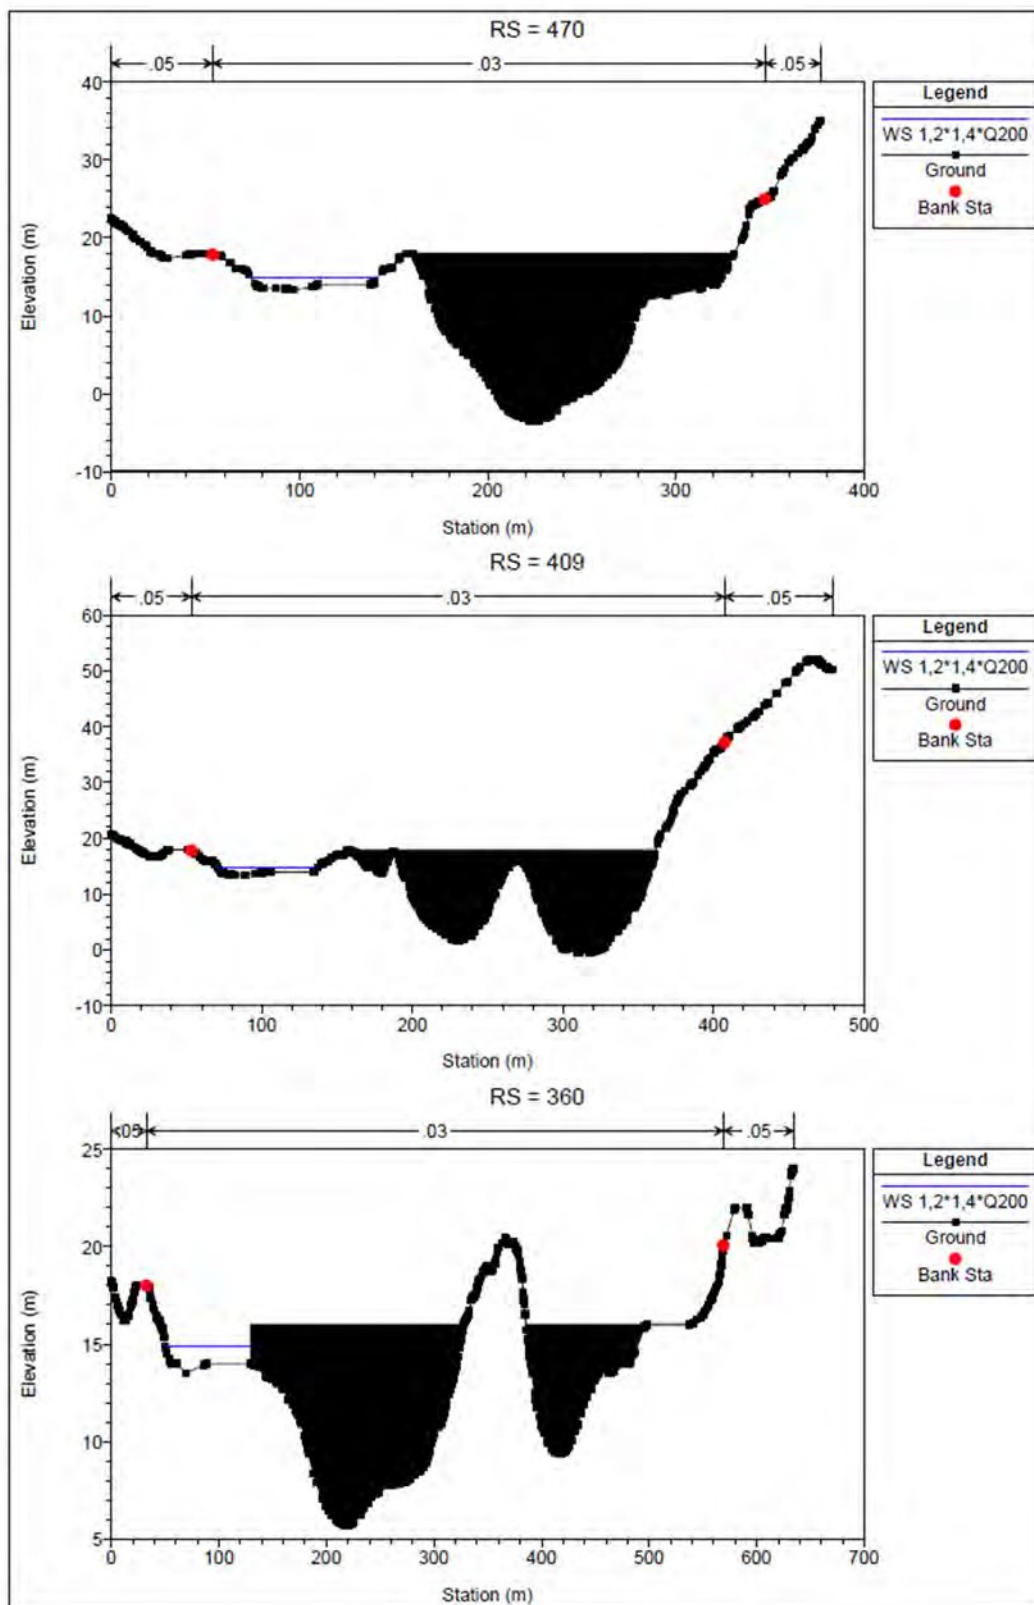 RS = 470
.05 .03 .05
40
30
20
10
0
-10
Elevation (m)
0 100 200 300 400
Station (m)
Legend
WS 1,2*1,4*Q200
Ground
Bank Sta
RS = 409
.05 .03 .05
60
50
40
30
20
10
0
-10
Elevation (m)
0 100 200 300 400 500
Station (m)
Legend
WS 1,2*1,4*Q200
Ground
Bank Sta
RS = 360
.05 .03 .05
25
20
15
10
5
Elevation (m)
0 100 200 300 400 500 600 700
Station (m)
Legend
WS 1,2*1,4*Q200
Ground
Bank Sta